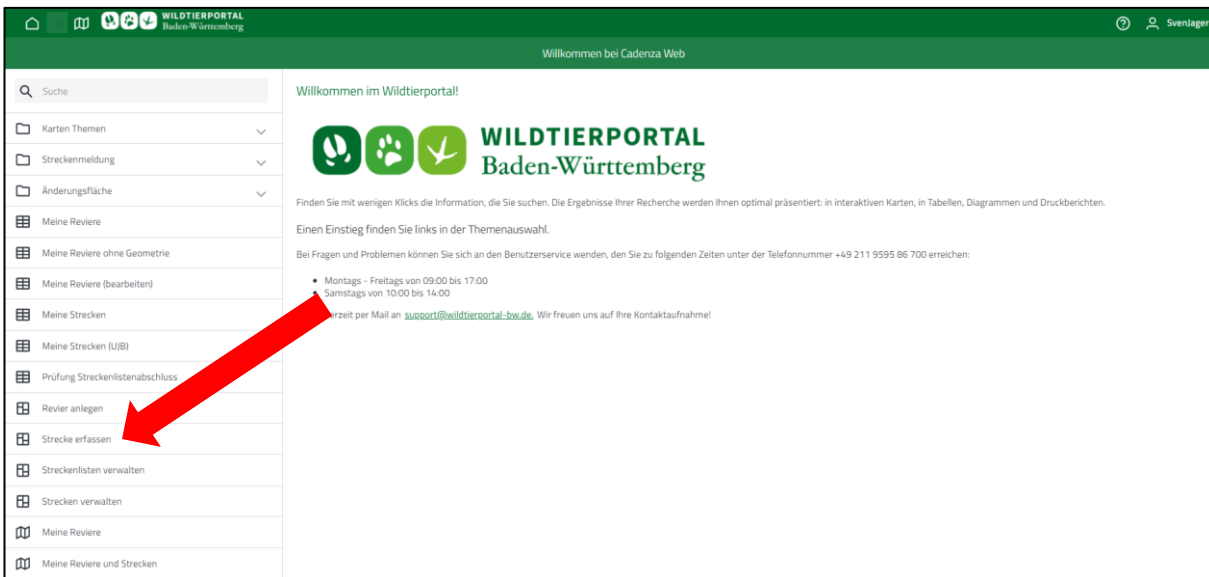 WILDTIERPORTAL
Baden-Württemberg
SvenJager
Willkommen bei Cadenza Web
Suche
Karten Themen
Streckenmeldung
Änderungsfläche
Meine Reviere
Meine Reviere ohne Geometrie
Meine Reviere (bearbeiten)
Meine Strecken
Meine Strecken (UJB)
Prüfung Streckenlistenabschluss
Revier anlegen
Strecke erfassen
Streckenlisten verwalten
Strecken verwalten
Meine Reviere
Meine Reviere und Strecken
Willkommen im Wildtierportal!
WILDTIERPORTAL
Baden-Württemberg
Finden Sie mit wenigen Klicks die Information, die Sie suchen. Die Ergebnisse Ihrer Recherche werden Ihnen optimal präsentiert: in interaktiven Karten, in Tabellen, Diagrammen und Druckberichten.
Einen Einstieg finden Sie links in der Themenauswahl.
Bei Fragen und Problemen können Sie sich an den Benutzerservice wenden, den Sie zu folgenden Zeiten unter der Telefonnummer +49 211 9595 86 700 erreichen:
• Montags - Freitags von 09:00 bis 17:00
• Samstags von 10:00 bis 14:00
per Mail an support@wildtierportal-bw.de. Wir freuen uns auf Ihre Kontaktaufnahme!